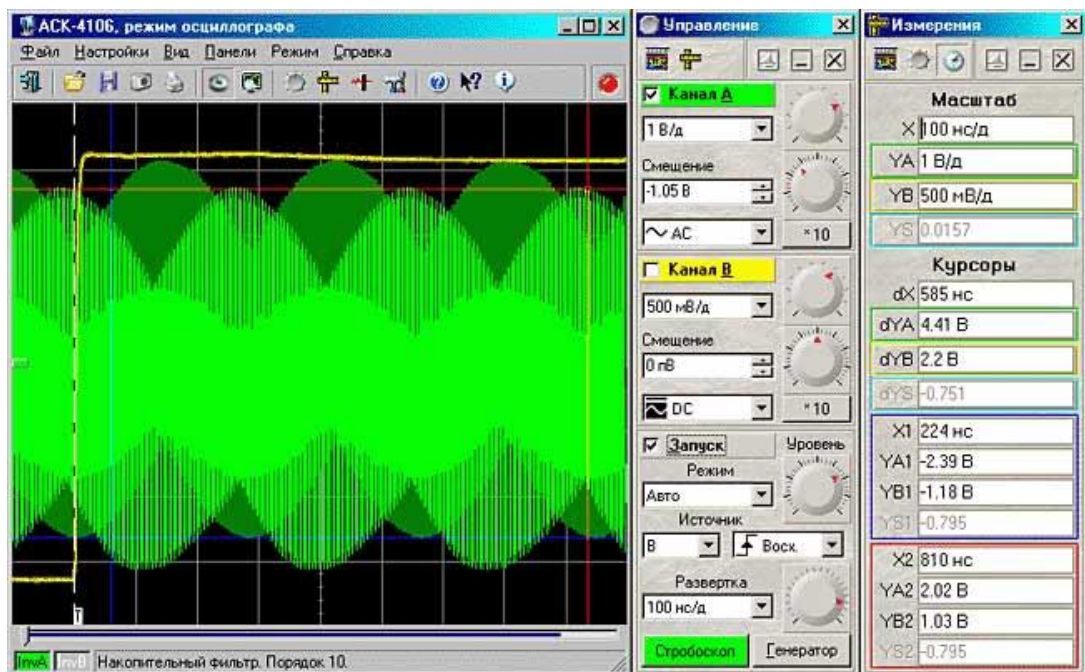 АСК-4106, режим осциллографа
Файл Настройки Вид Панели Режим Справка
T
InvA InvB Накопительный фильтр. Порядок 10.
Управление
Канал A
1 В/д
Смещение
-1.05 В
AC
×10
Канал B
500 мВ/д
Смещение
0 пВ
DC
×10
Запуск Уровень
Режим
Авто
Источник
В Восх.
Развертка
100 нс/д
Стробоскоп Генератор
Измерения
Масштаб
X 100 нс/д
YA 1 В/д
YB 500 мВ/д
YS 0.0157
Курсоры
dX 585 нс
dYA 4.41 В
dYB 2.2 В
dYS -0.751
X1 224 нс
YA1 -2.39 В
YB1 -1.18 В
YS1 -0.795
X2 810 нс
YA2 2.02 В
YB2 1.03 В
YS2 -0.795